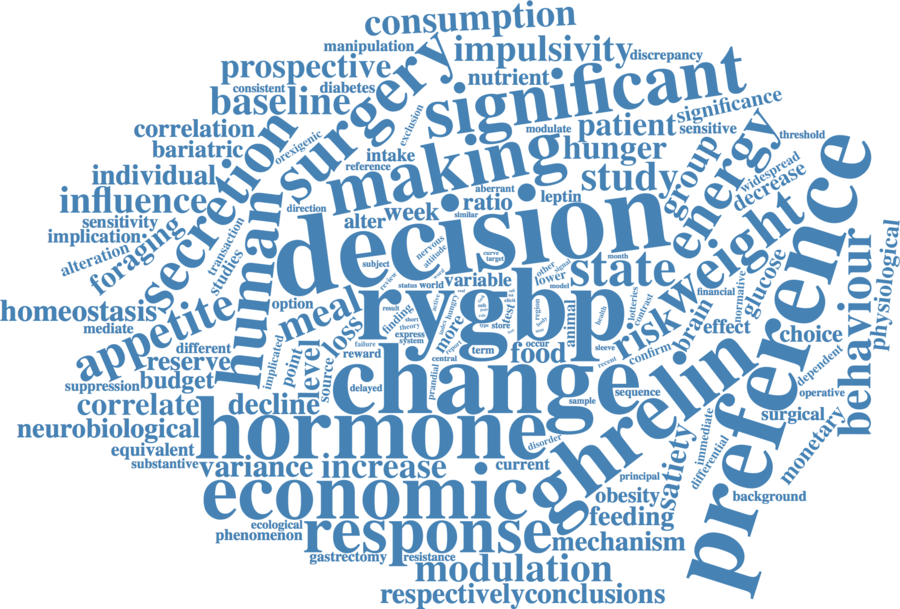 consumption
manipulation
impulsivity
discrepancy
prospective
surgery
nutrient
significant
consistent
diabetes
baseline
exclusion
significance
correlation
orexigenic
modulate
patient
sensitive
threshold
bariatric
intake
making
hunger
reference
individual
secretion
aberrant
study
group
energy
widespread
decrease
influence
human
direction
alter
week
similar
ratio
leptin
preference
sensitivity
implication
foraging
transaction
decision
alteration
studies
nervous
attitude
curve
target
other
signal
month
weight
behaviour
physiological
subject
review
status
world
variable
lower
model
state
risk
financial
normative
glucose
homeostasis
option
meal
result
finding
rygbp
region
animal
health
lotteries
contrast
brain
mediate
appetite
short
theory
express
system
index
hungry
more
store
test
effect
choice
different
implicated
loss
failure
reward
central
report
term
occur
food
sleeve
recent
confirm
reserve
point
level
source
suppression
budget
delayed
prandial
change
sequence
dependent
operative
correlate
decline
sample
ghrelin
surgical
neurobiological
hormone
disorder
immediate
differential
monetary
equivalent
substantive
variance
increase
current
principal
satiety
economic
obesity
background
ecological
phenomenon
response
feeding
gastrectomy
resistance
mechanism
modulation
respectively
conclusions